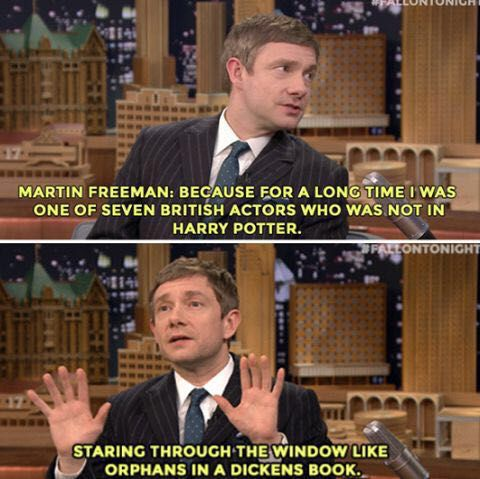 #FALLONTONIGHT
MARTIN FREEMAN: BECAUSE FOR A LONG TIME I WAS
ONE OF SEVEN BRITISH ACTORS WHO WAS NOT IN
HARRY POTTER.
#FALLONTONIGHT
STARING THROUGH THE WINDOW LIKE
ORPHANS IN A DICKENS BOOK.